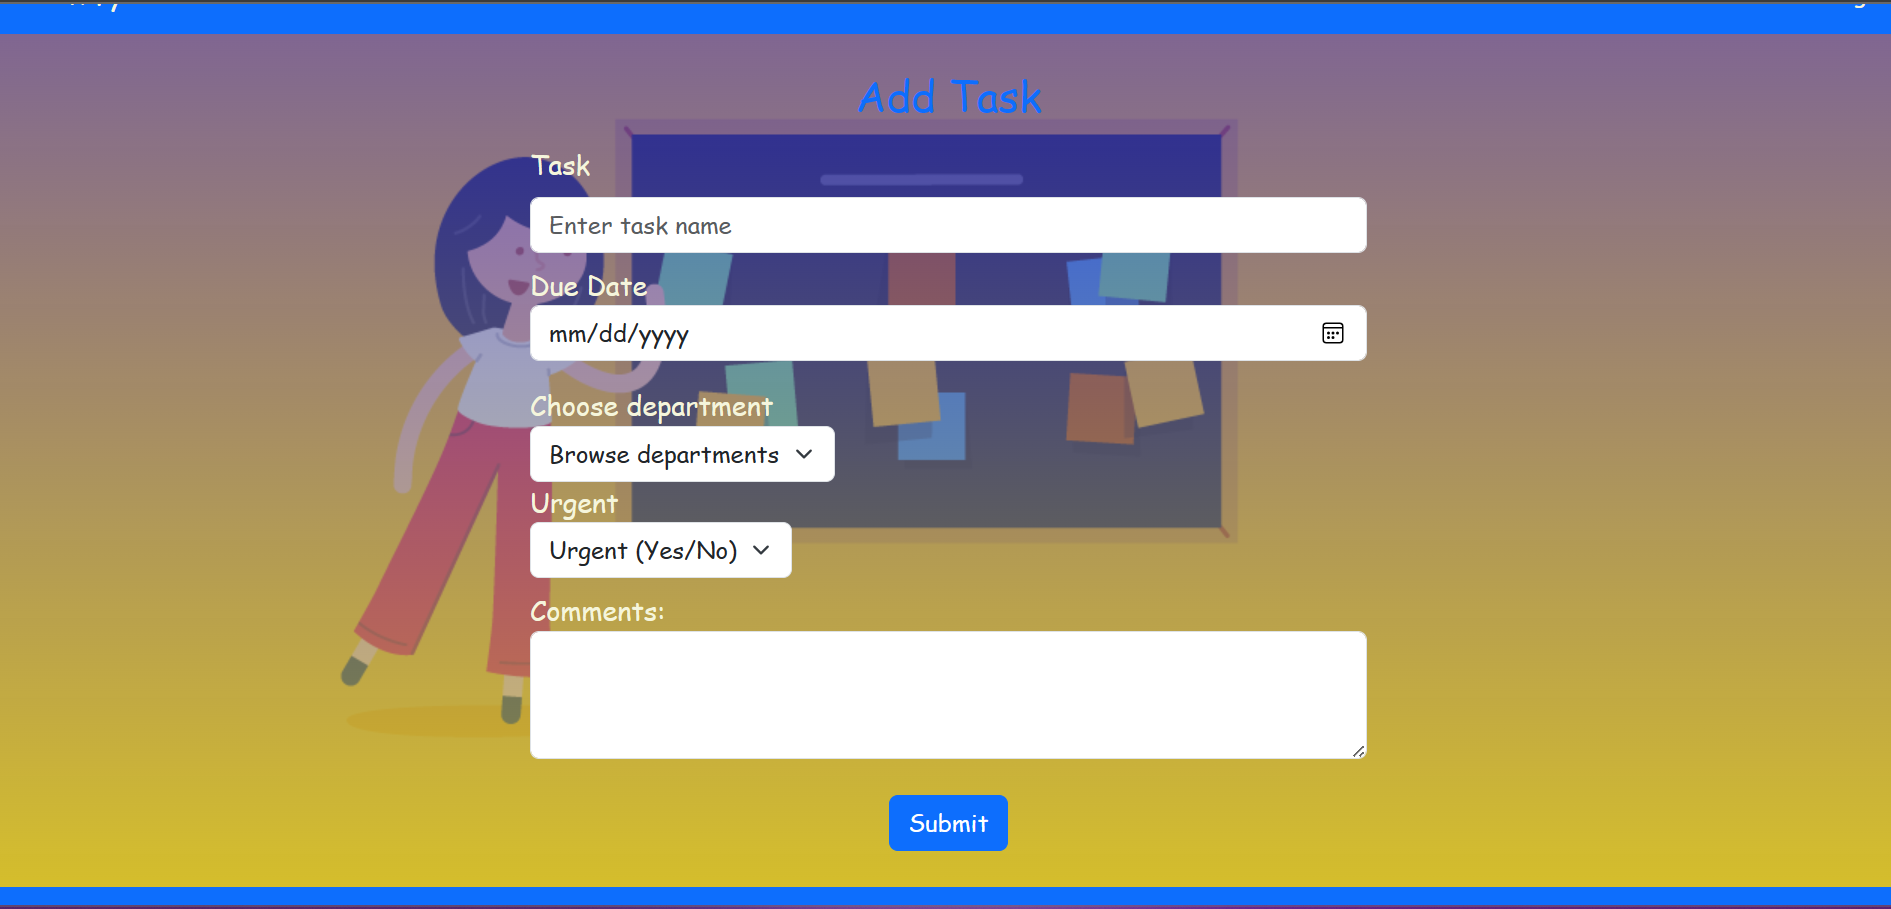 Add Task
Task
Enter task name
Due Date
mm/dd/yyyy
Choose department
Browse departments
Urgent
Urgent (Yes/No)
Comments:
Submit